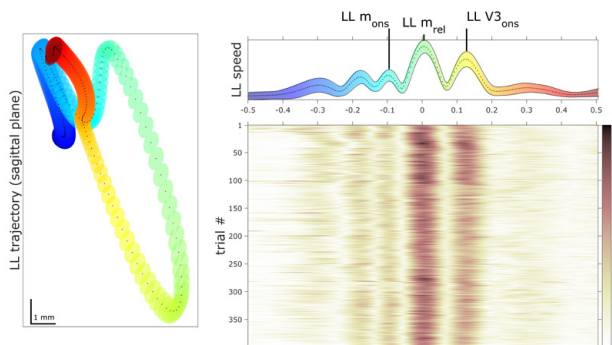 LL m_ons LL m_rel LL V3_ons
LL speed
-0.5 -0.4 -0.3 -0.2 -0.1 0 0.1 0.2 0.3 0.4 0.5
LL trajectory (sagittal plane)
1 mm
trial #
1
50
100
150
200
250
300
350